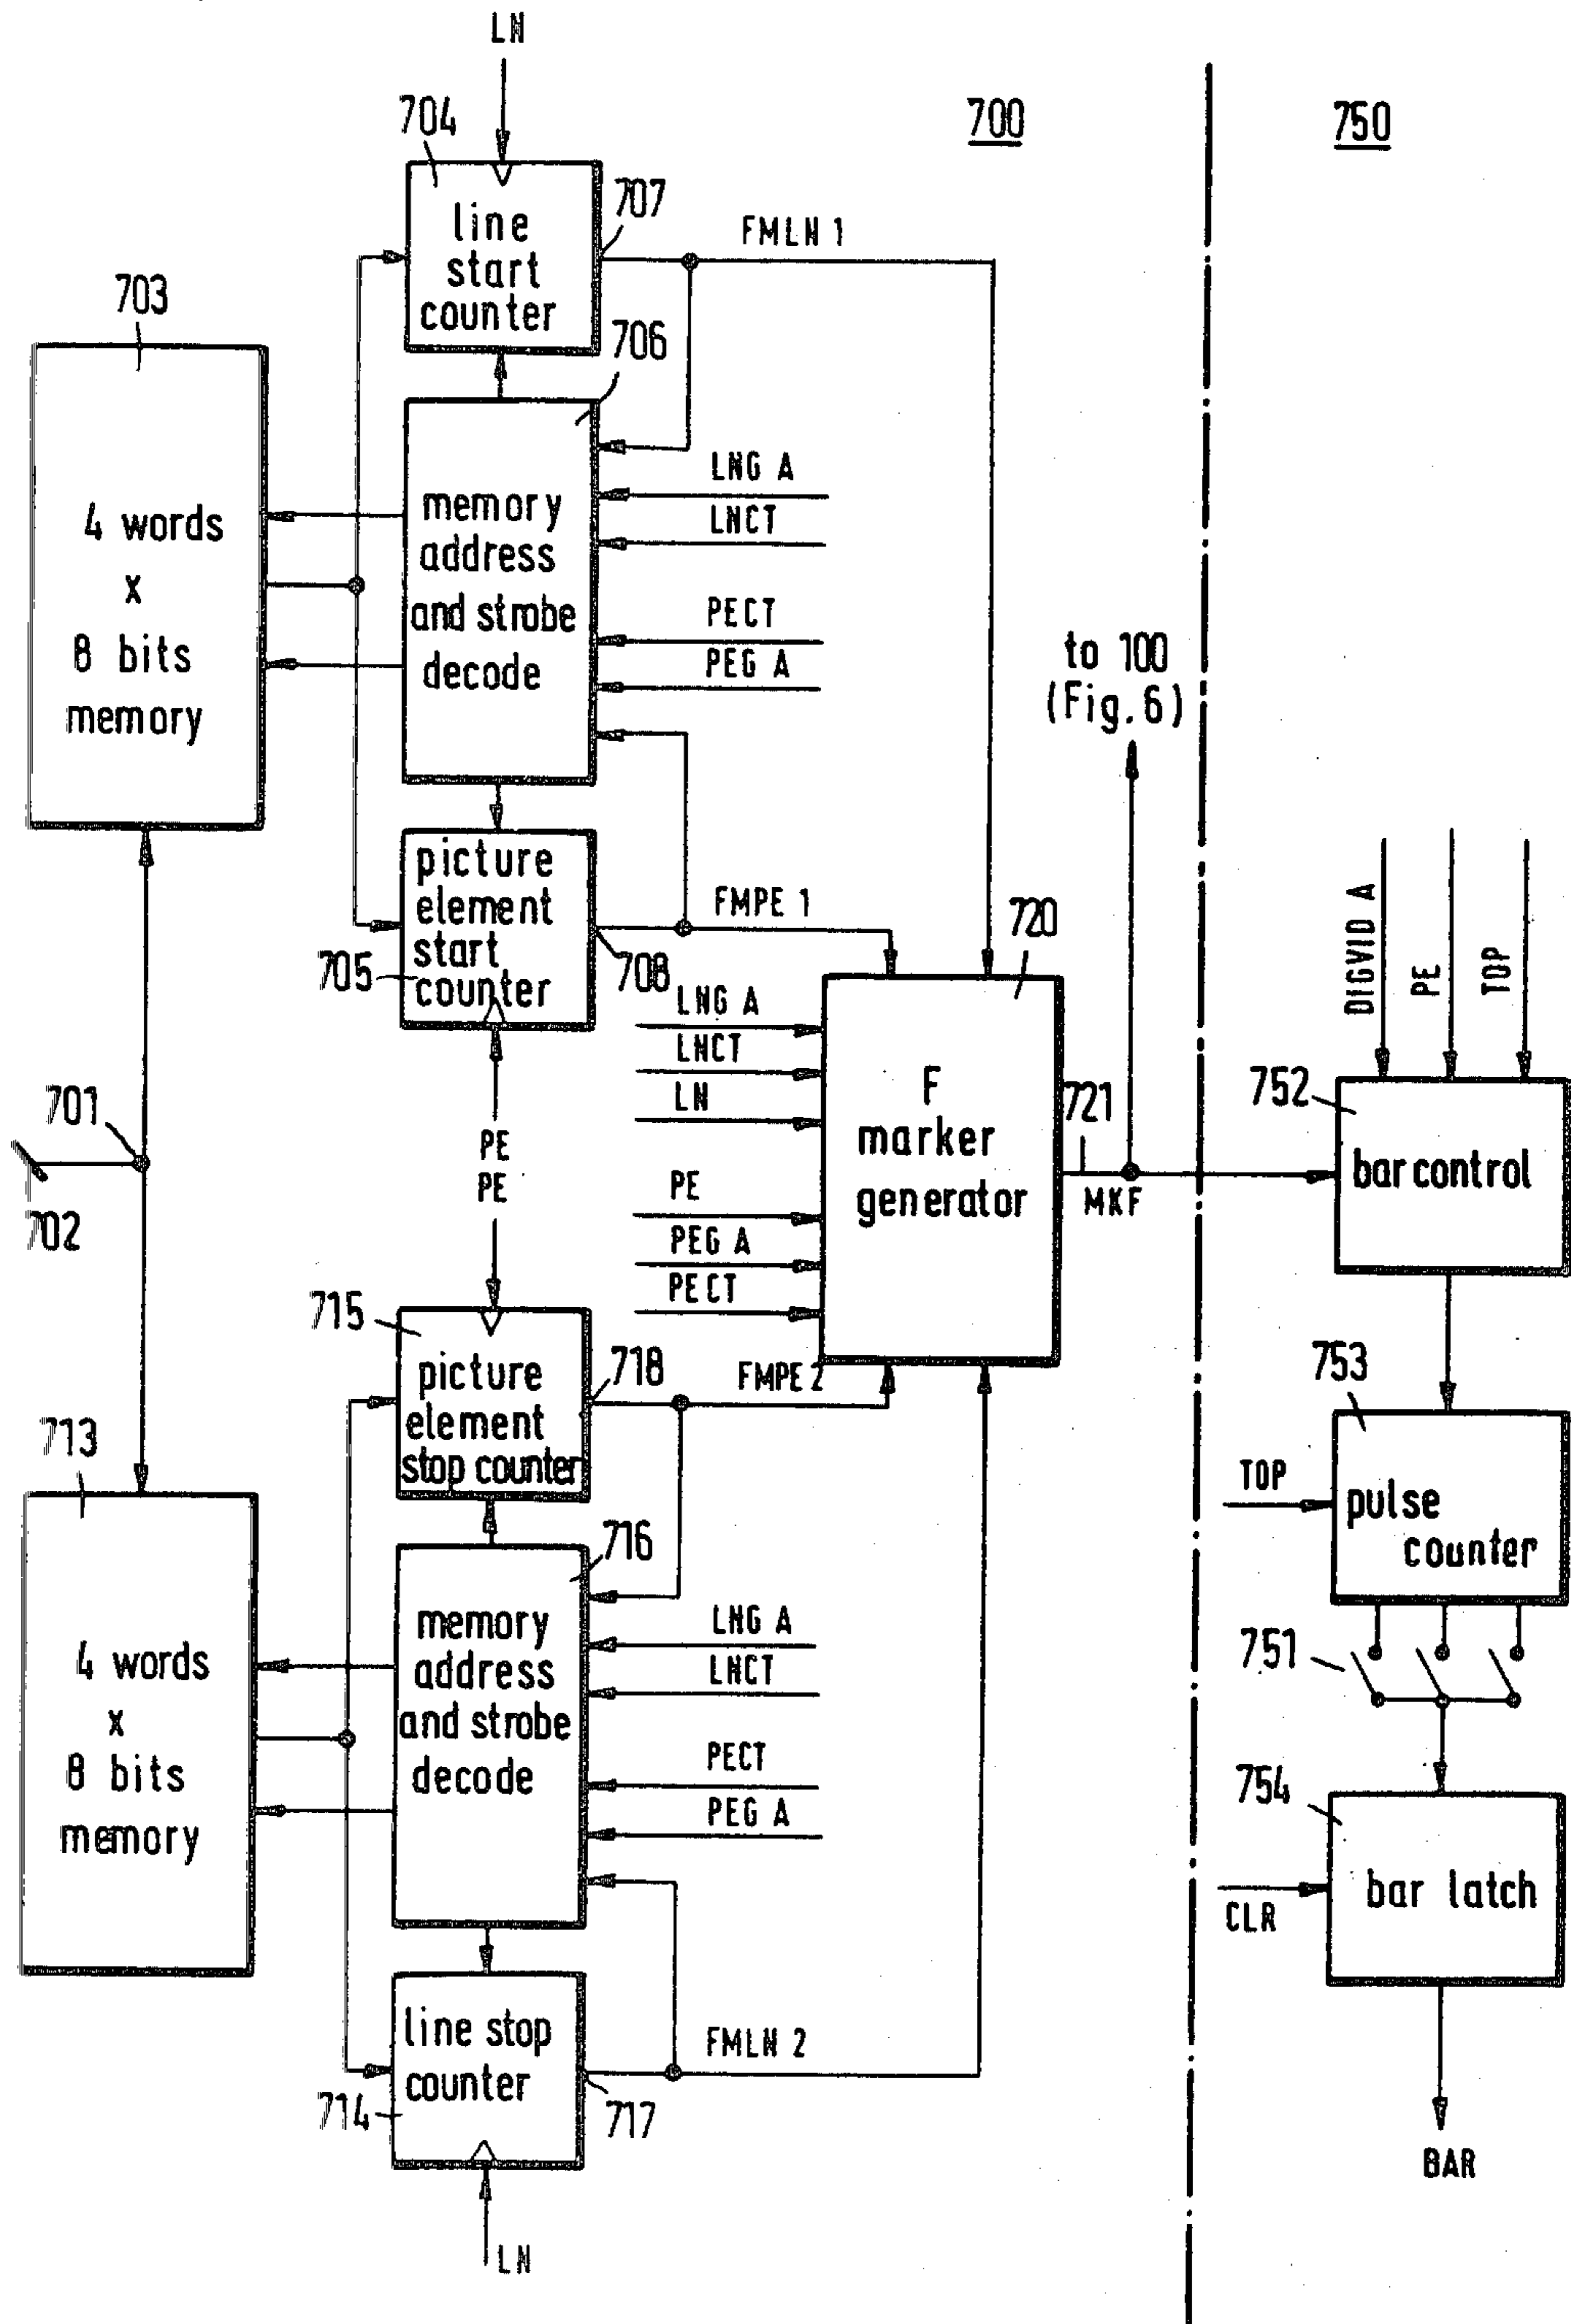 LN
704
700
750
line
start
counter
707
FMLN 1
703
706
4 words
x
8 bits
memory
memory
address
and strobe
decode
LNG A
LNCT
PECT
PEG A
to 100
(Fig. 6)
picture
element
start
counter
705
708
FMPE 1
720
DIGVID A
PE
TOP
LNG A
LNCT
LN
PE
PEG A
PECT
F
marker
generator
721
MKF
752
bar control
701
702
PE
PE
715
picture
element
stop counter
718
FMPE 2
753
TOP
pulse
counter
713
4 words
x
8 bits
memory
716
memory
address
and strobe
decode
LNG A
LNCT
PECT
PEG A
751
754
bar latch
CLR
line stop
counter
714
717
FMLN 2
BAR
LN